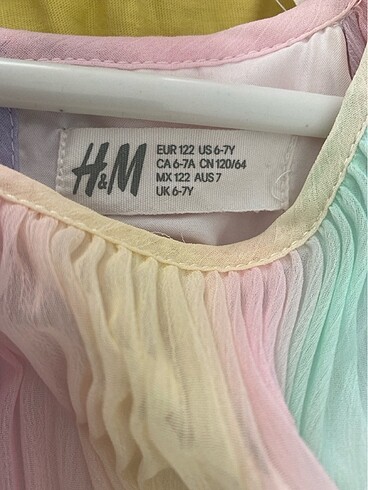 H&M
EUR 122 US 6-7Y
CA 6-7A CN 120/64
MX 122 AUS 7
UK 6-7Y